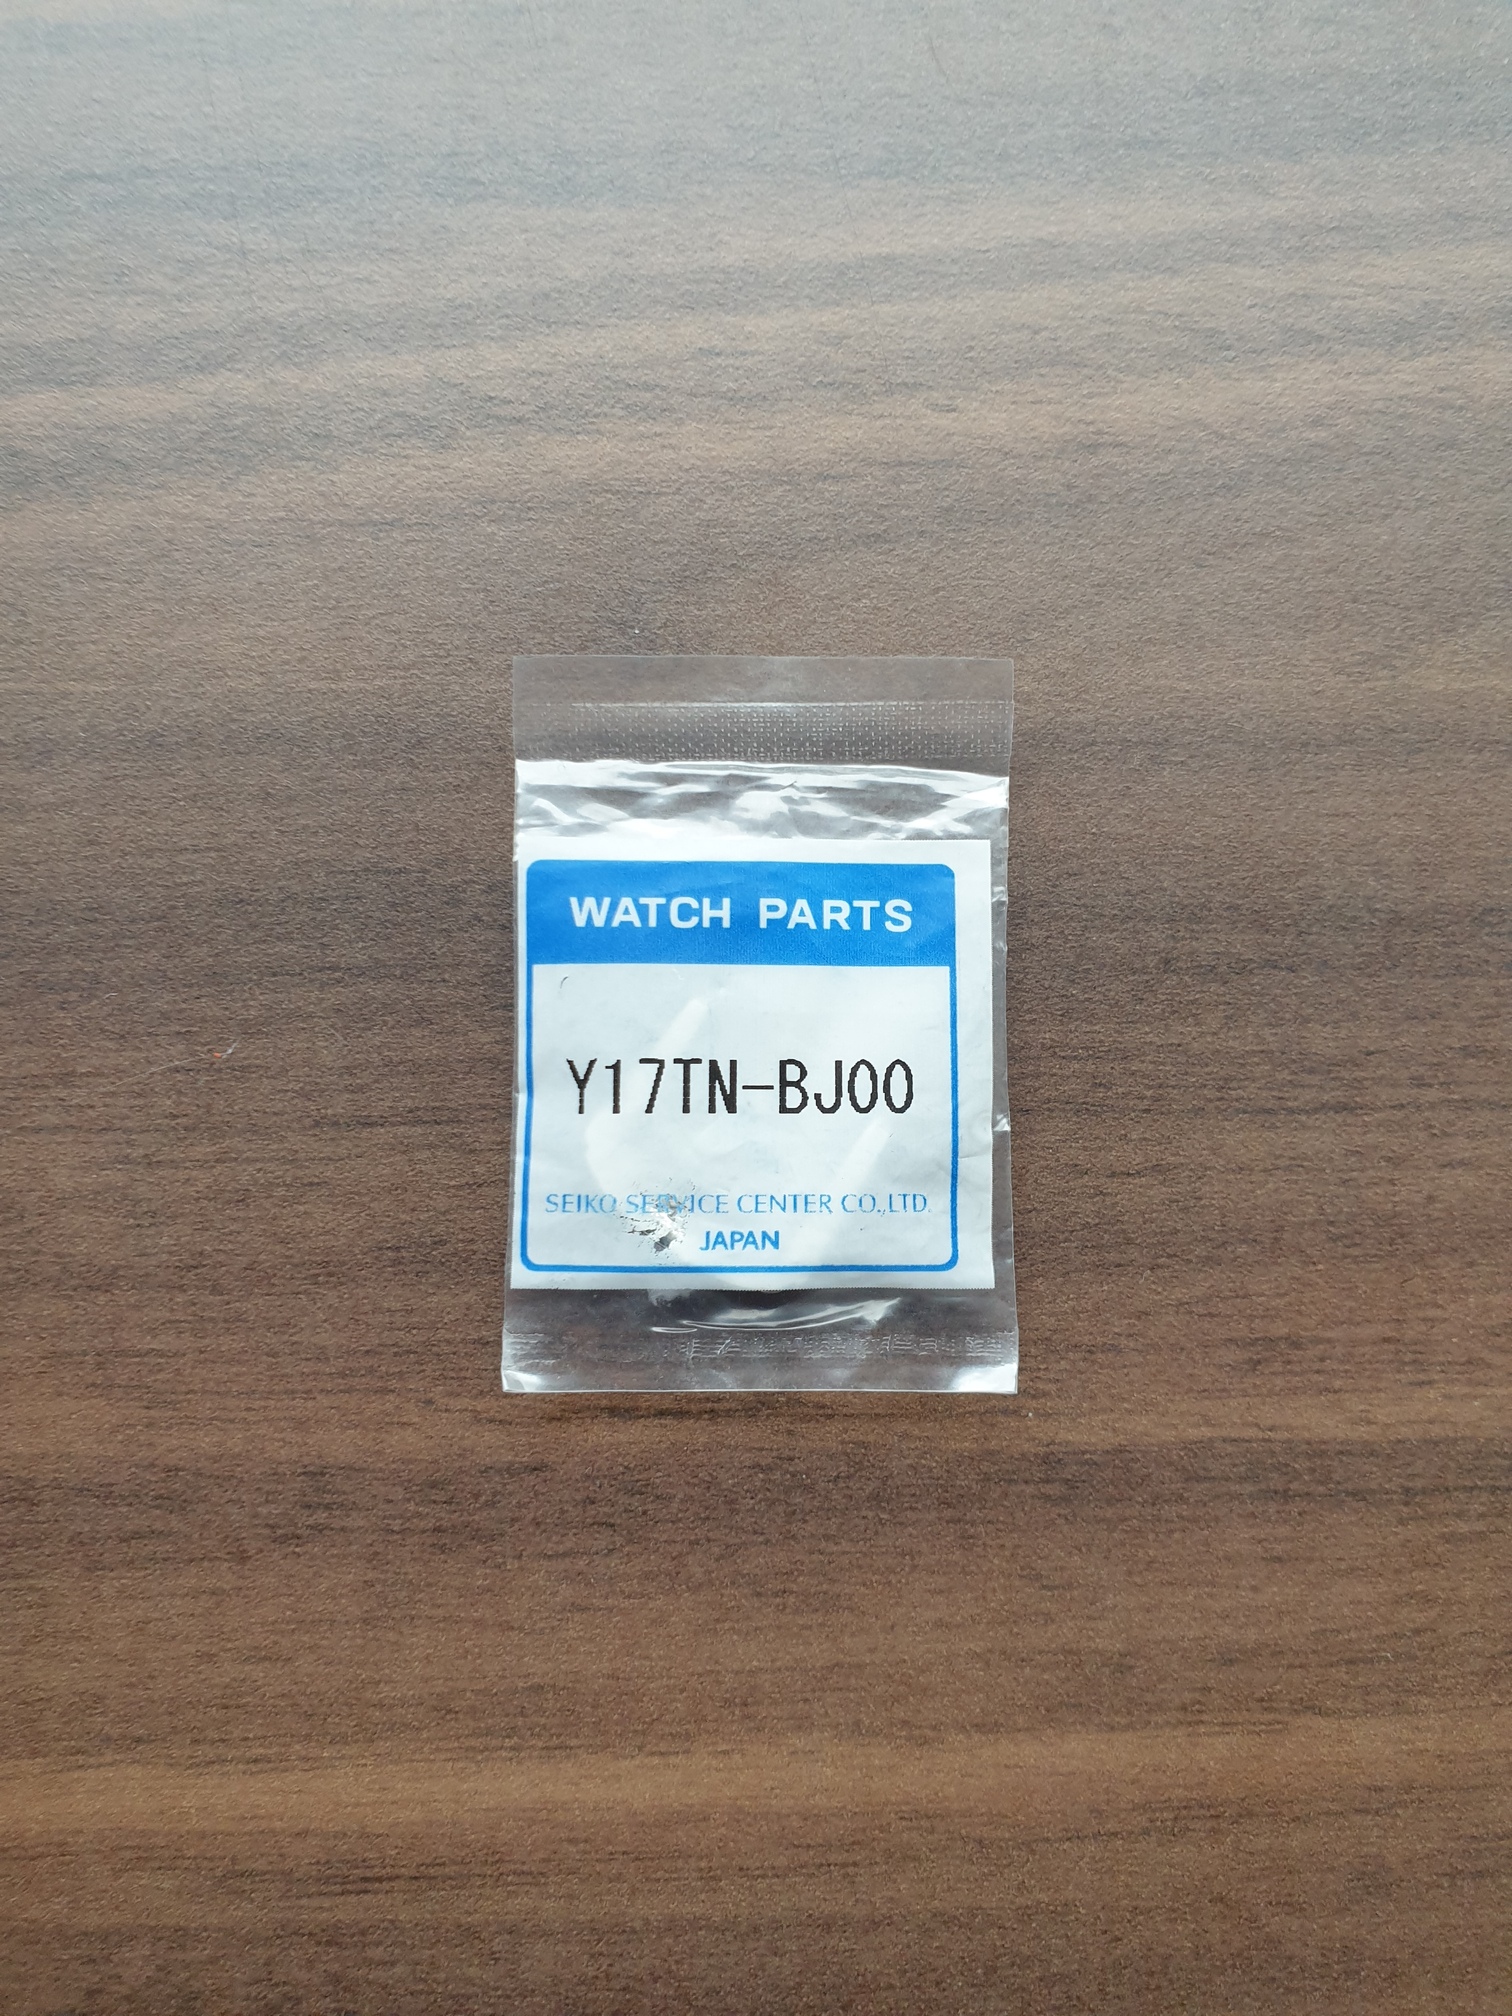 WATCH PARTS
Y17TN-BJ00
SEIKO SERVICE CENTER CO.,LTD.
JAPAN